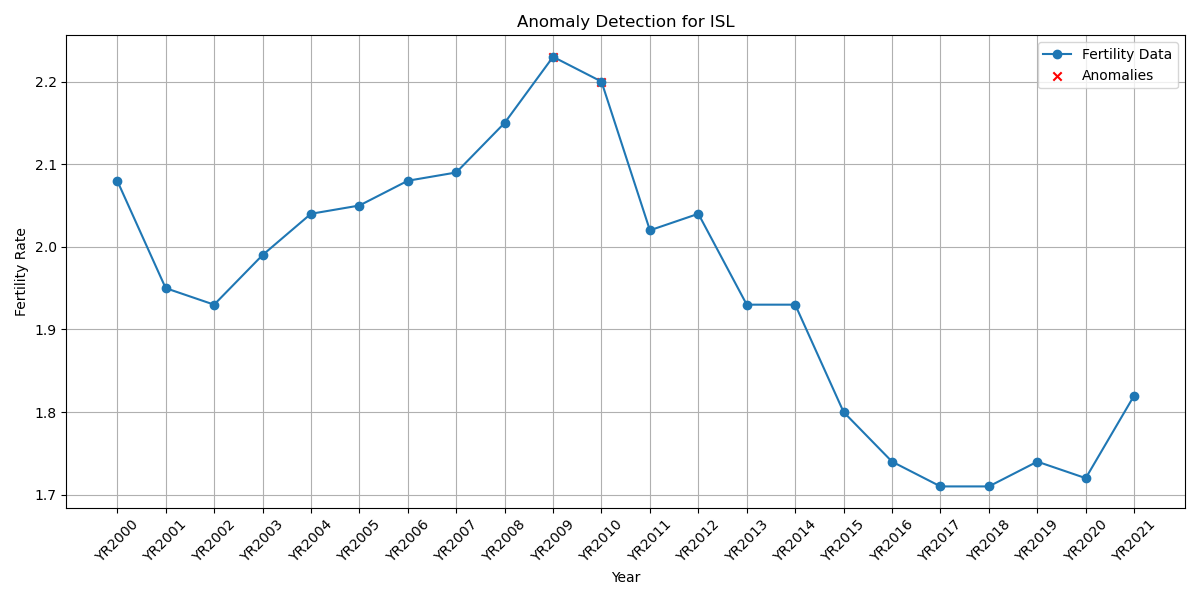 Anomaly Detection for ISL
Fertility Data
Anomalies
Fertility Rate
2.2
2.1
2.0
1.9
1.8
1.7
YR2000
YR2001
YR2002
YR2003
YR2004
YR2005
YR2006
YR2007
YR2008
YR2009
YR2010
YR2011
YR2012
YR2013
YR2014
YR2015
YR2016
YR2017
YR2018
YR2019
YR2020
YR2021
Year